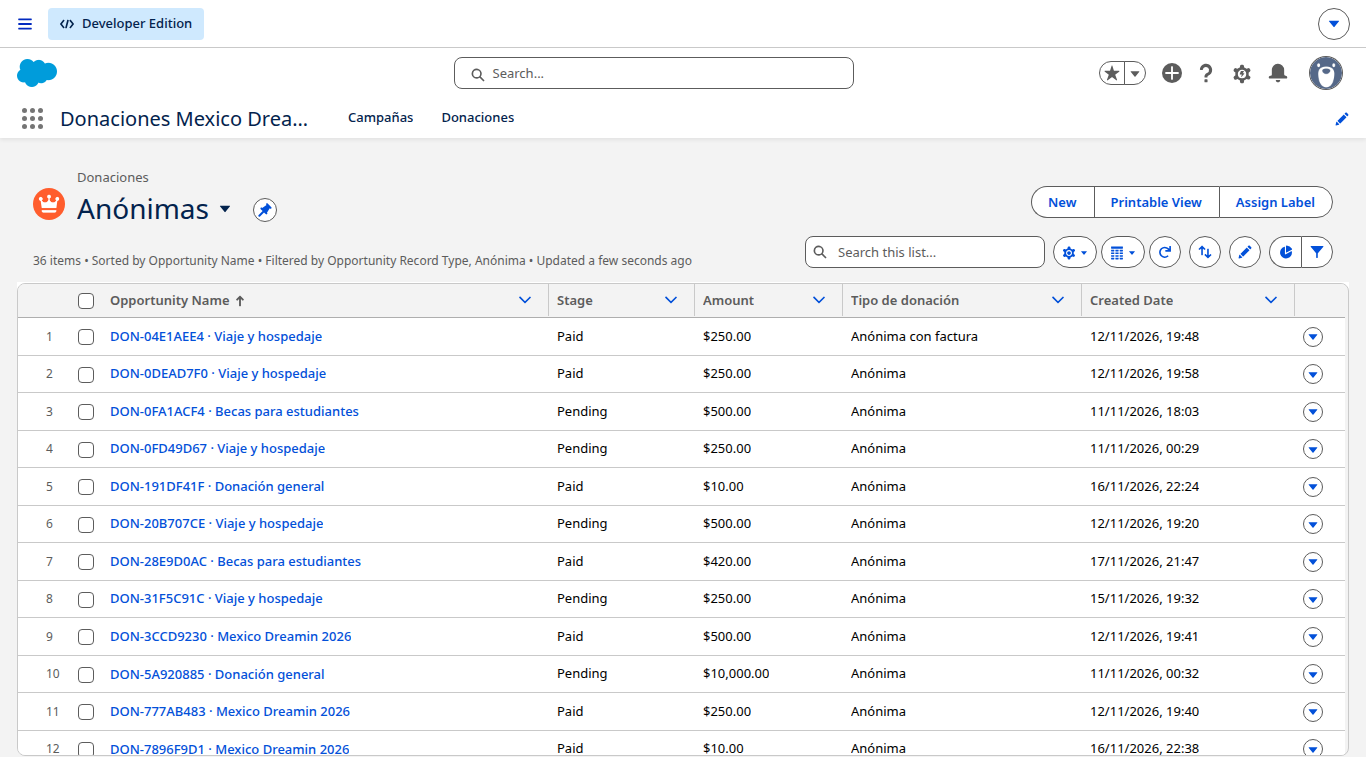 Developer Edition
Search...
Donaciones Mexico Drea...
Campañas
Donaciones
Donaciones
Anónimas
New
Printable View
Assign Label
36 items • Sorted by Opportunity Name • Filtered by Opportunity Record Type, Anónima • Updated a few seconds ago
Search this list...
Opportunity Name Stage Amount Tipo de donación Created Date
1 DON-04E1AEE4 · Viaje y hospedaje Paid $250.00 Anónima con factura 12/11/2026, 19:48
2 DON-0DEAD7F0 · Viaje y hospedaje Paid $250.00 Anónima 12/11/2026, 19:58
3 DON-0FA1ACF4 · Becas para estudiantes Pending $500.00 Anónima 11/11/2026, 18:03
4 DON-0FD49D67 · Viaje y hospedaje Pending $250.00 Anónima 11/11/2026, 00:29
5 DON-191DF41F · Donación general Paid $10.00 Anónima 16/11/2026, 22:24
6 DON-20B707CE · Viaje y hospedaje Pending $500.00 Anónima 12/11/2026, 19:20
7 DON-28E9D0AC · Becas para estudiantes Paid $420.00 Anónima 17/11/2026, 21:47
8 DON-31F5C91C · Viaje y hospedaje Pending $250.00 Anónima 15/11/2026, 19:32
9 DON-3CCD9230 · Mexico Dreamin 2026 Paid $500.00 Anónima 12/11/2026, 19:41
10 DON-5A920885 · Donación general Pending $10,000.00 Anónima 11/11/2026, 00:32
11 DON-777AB483 · Mexico Dreamin 2026 Paid $250.00 Anónima 12/11/2026, 19:40
12 DON-7896F9D1 · Mexico Dreamin 2026 Paid $10.00 Anónima 16/11/2026, 22:38